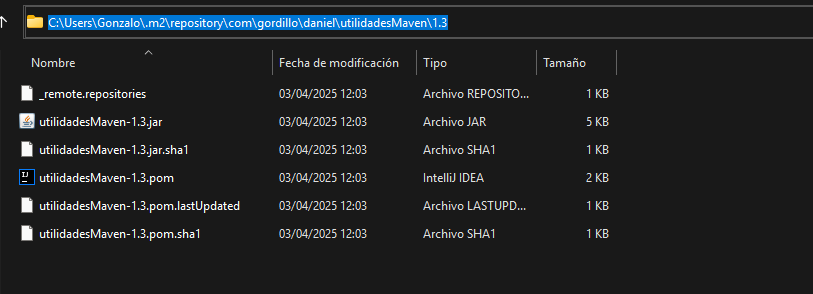 C:\Users\Gonzalo\.m2\repository\com\gordillo\daniel\utilidadesMaven\1.3
Nombre Fecha de modificación Tipo Tamaño
_remote.repositories 03/04/2025 12:03 Archivo REPOSITO... 1 KB
utilidadesMaven-1.3.jar 03/04/2025 12:03 Archivo JAR 5 KB
utilidadesMaven-1.3.jar.sha1 03/04/2025 12:03 Archivo SHA1 1 KB
IJ utilidadesMaven-1.3.pom 03/04/2025 12:03 IntelliJ IDEA 2 KB
utilidadesMaven-1.3.pom.lastUpdated 03/04/2025 12:03 Archivo LASTUPD... 1 KB
utilidadesMaven-1.3.pom.sha1 03/04/2025 12:03 Archivo SHA1 1 KB